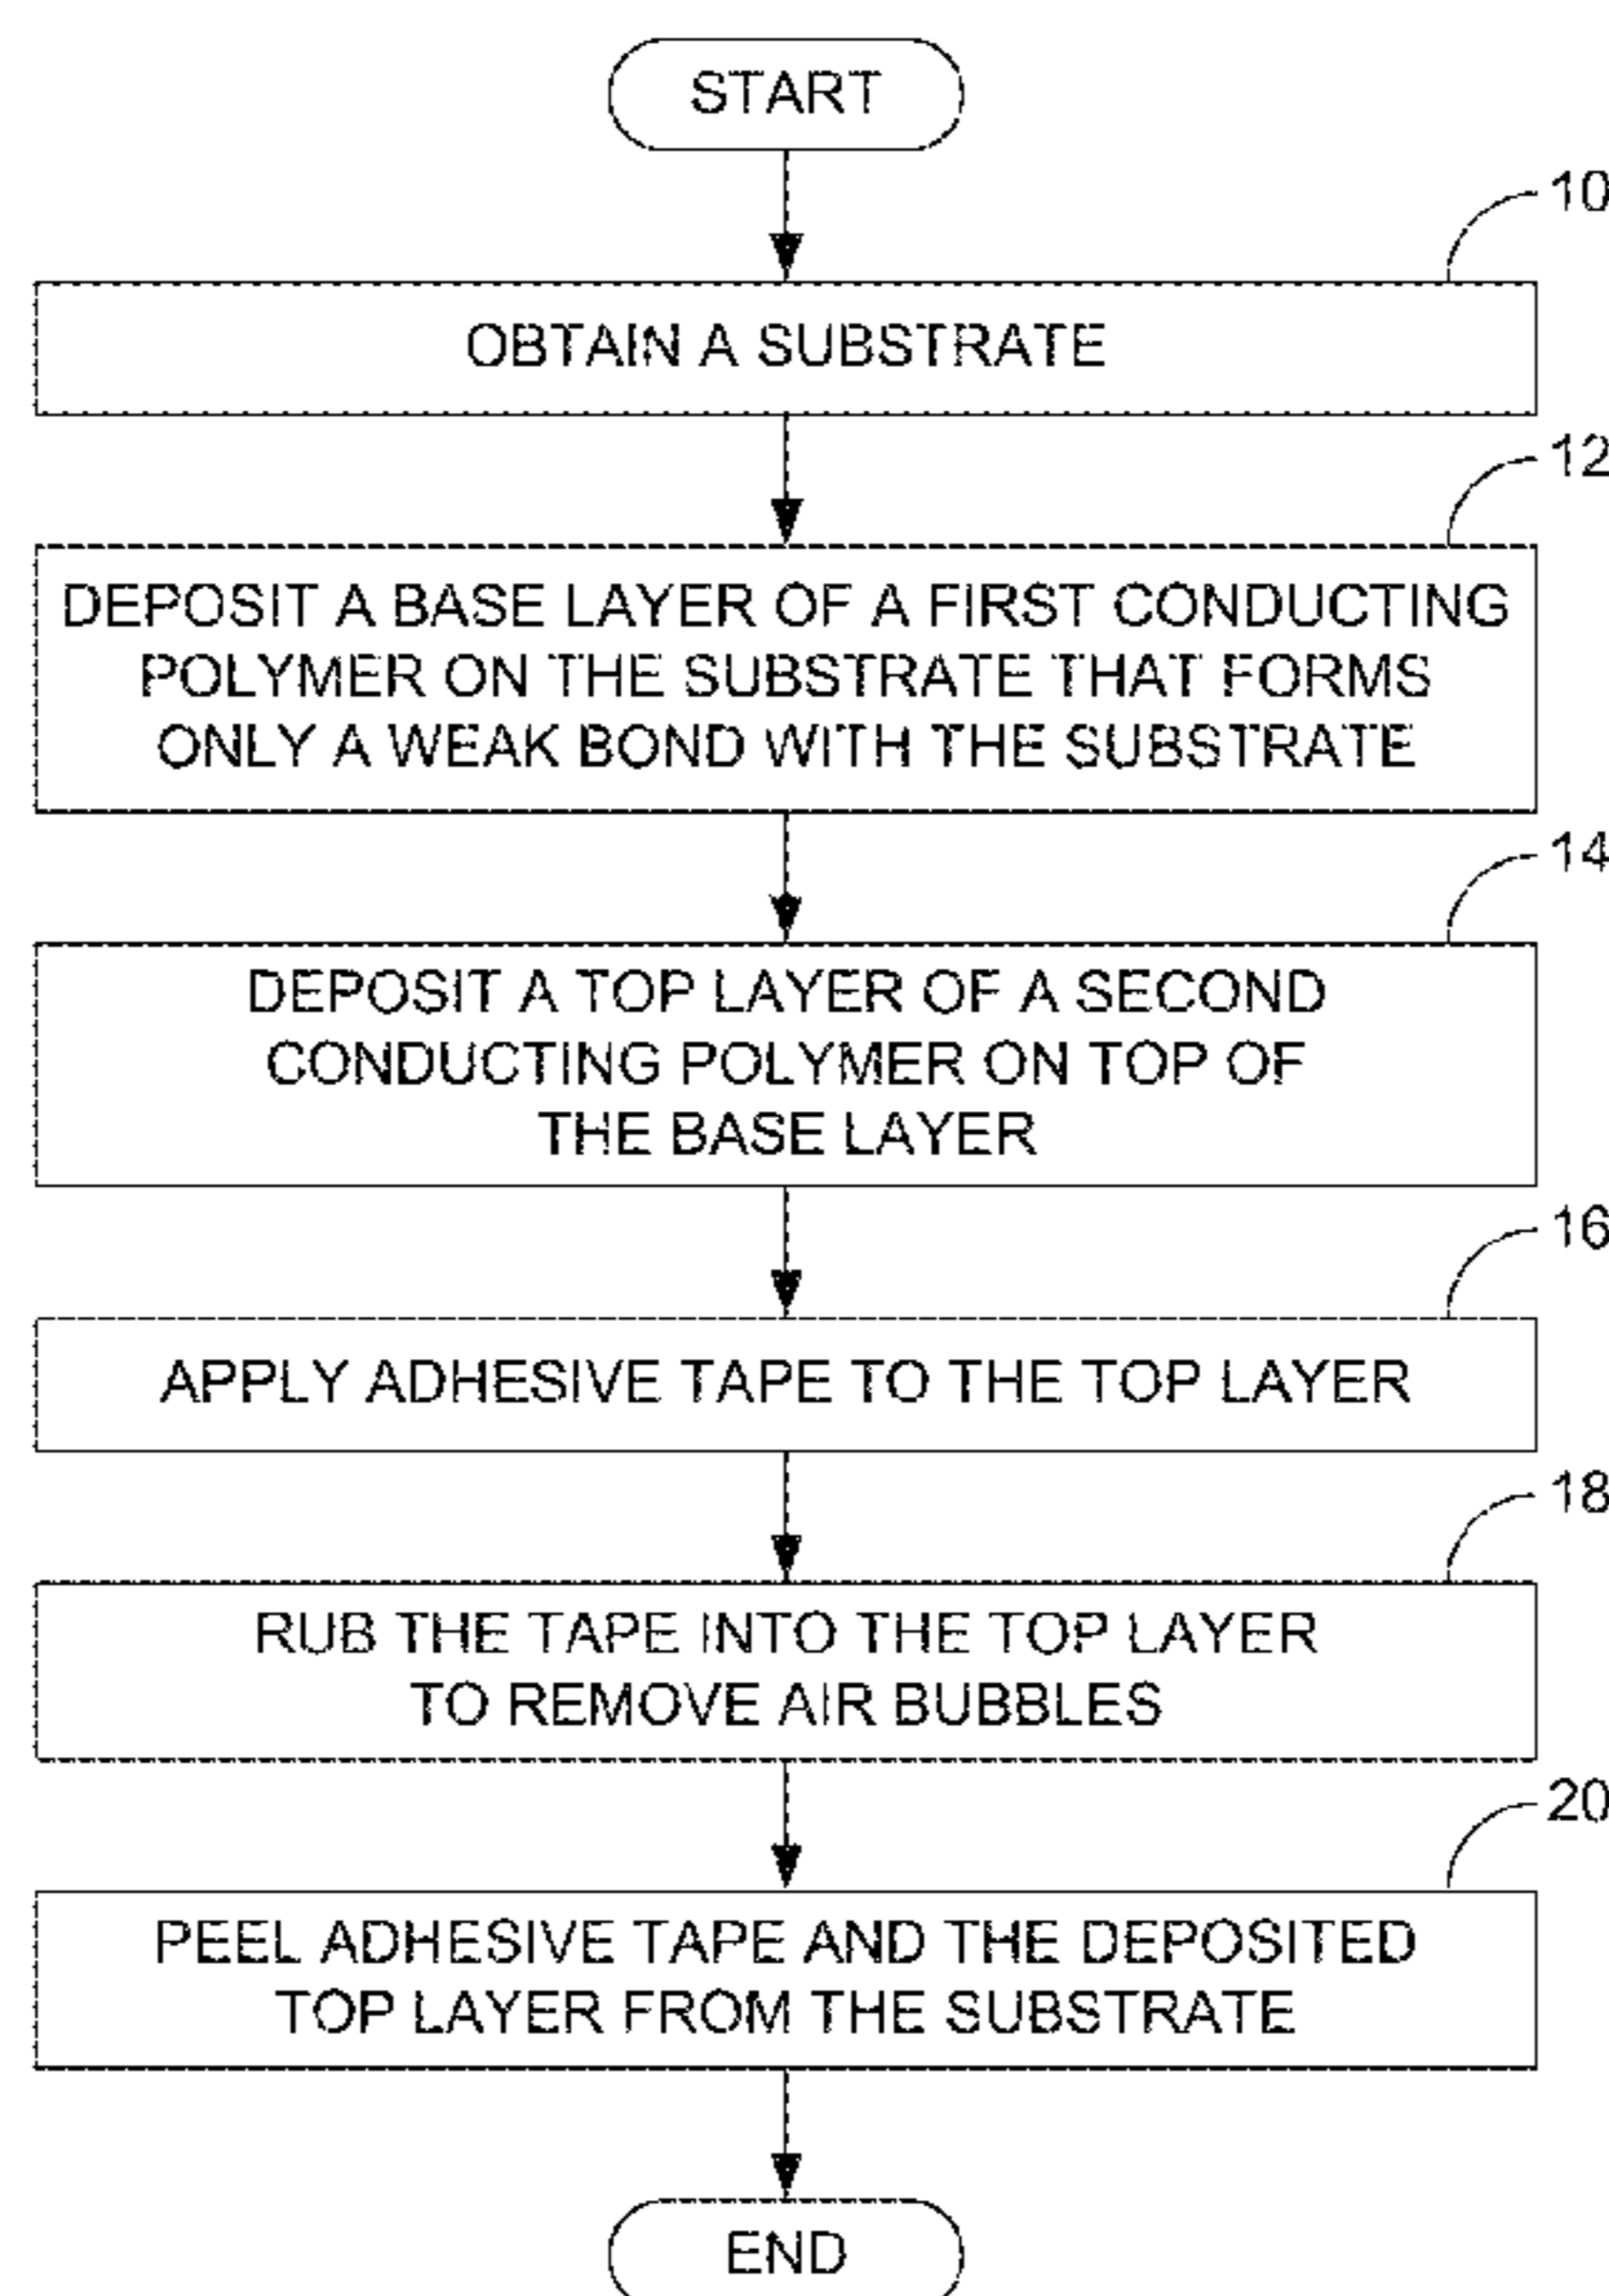 START
10
OBTAIN A SUBSTRATE
12
DEPOSIT A BASE LAYER OF A FIRST CONDUCTING
POLYMER ON THE SUBSTRATE THAT FORMS
ONLY A WEAK BOND WITH THE SUBSTRATE
14
DEPOSIT A TOP LAYER OF A SECOND
CONDUCTING POLYMER ON TOP OF
THE BASE LAYER
16
APPLY ADHESIVE TAPE TO THE TOP LAYER
18
RUB THE TAPE INTO THE TOP LAYER
TO REMOVE AIR BUBBLES
20
PEEL ADHESIVE TAPE AND THE DEPOSITED
TOP LAYER FROM THE SUBSTRATE
END